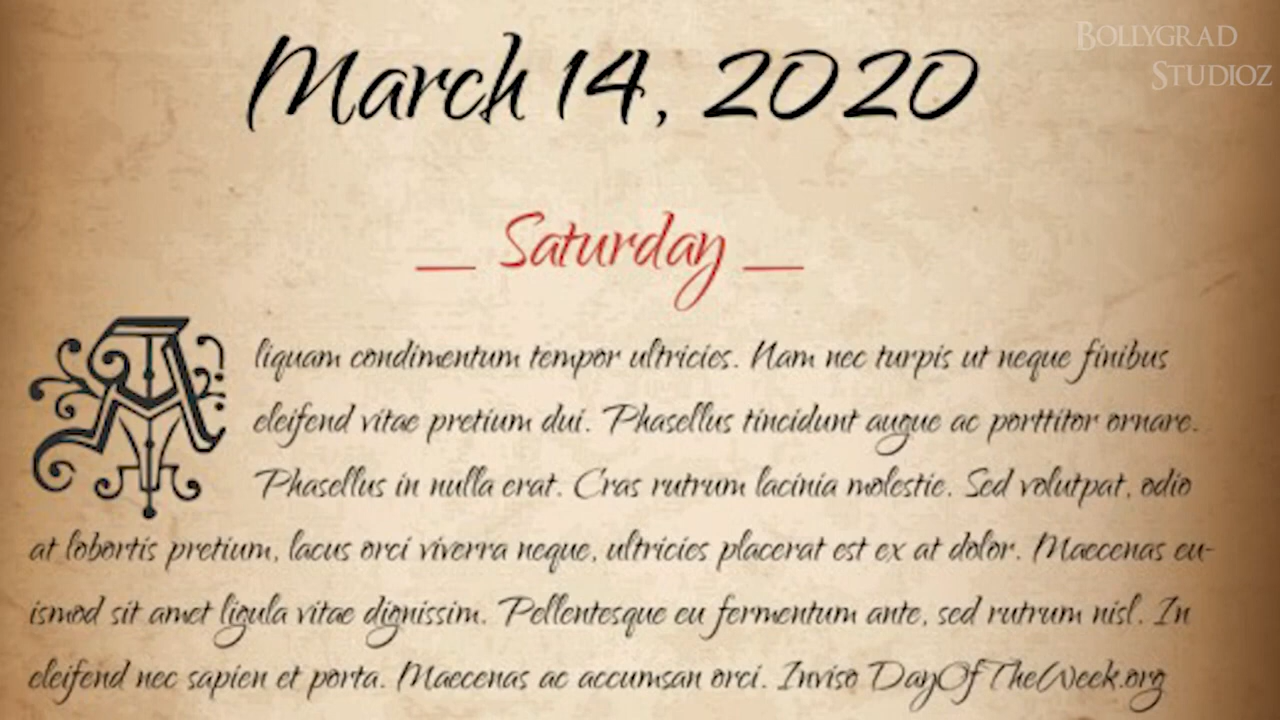 BOLLYGRAD
STUDIOZ
March 14, 2020
_ Saturday _
Aliquam condimentum tempor ultricies. Nam nec turpis ut neque finibus
eleifend vitae pretium dui. Phasellus tincidunt augue ac porttitor ornare.
Phasellus in nulla erat. Cras rutrum lacinia molestie. Sed volutpat, odio
at lobortis pretium, lacus orci viverra neque, ultricies placerat est ex at dolor. Maecenas eu-
ismod sit amet ligula vitae dignissim. Pellentesque eu fermentum ante, sed rutrum nisl. In
eleifend nec sapien et porta. Maecenas ac accumsan orci. Inviso DayOfTheWeek.org